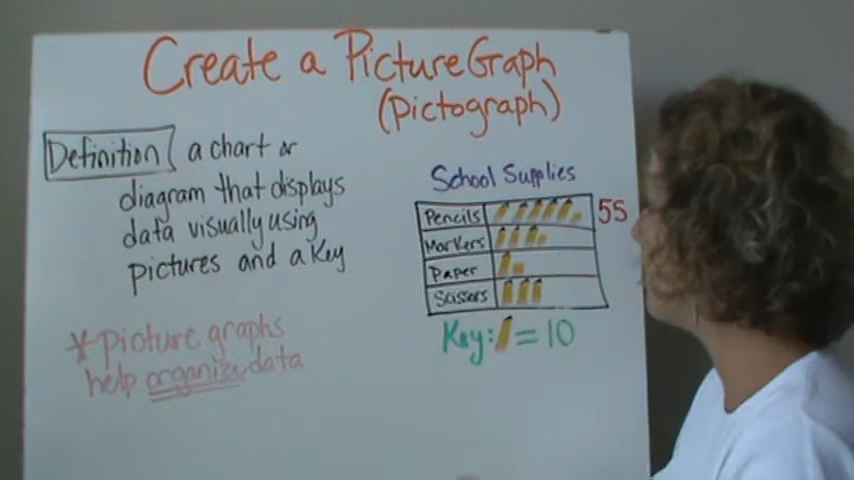 Create a Picture Graph
(pictograph)
Definition a chart or
diagram that displays
data visually using
pictures and a Key
*picture graphs
help organize data
School Supplies
Pencils 55
Markers
Paper
Scissors
Key: = 10